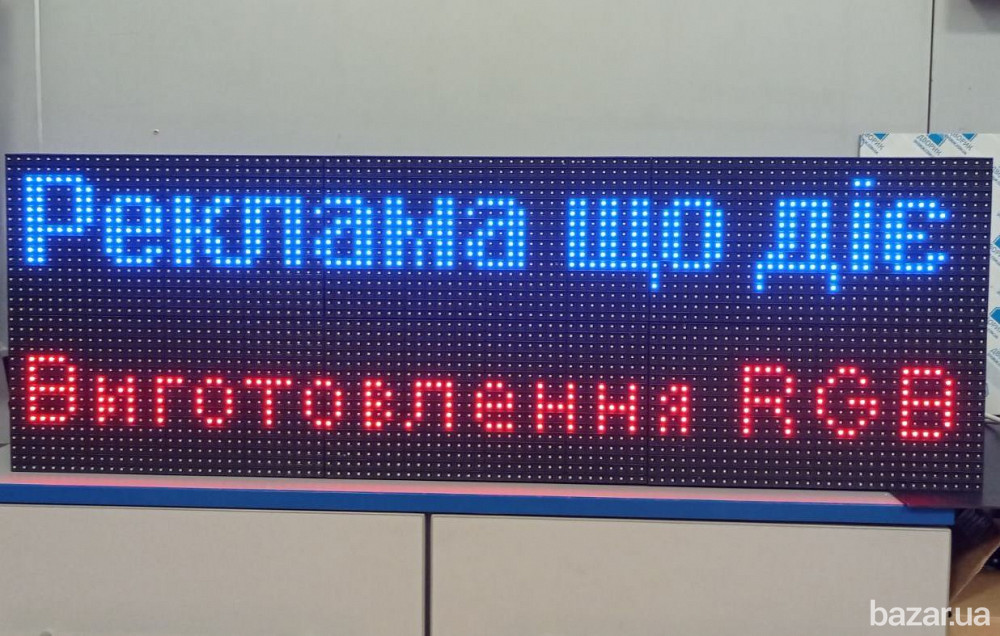 Реклама що діє
Виготовлення RGB
bazar.ua